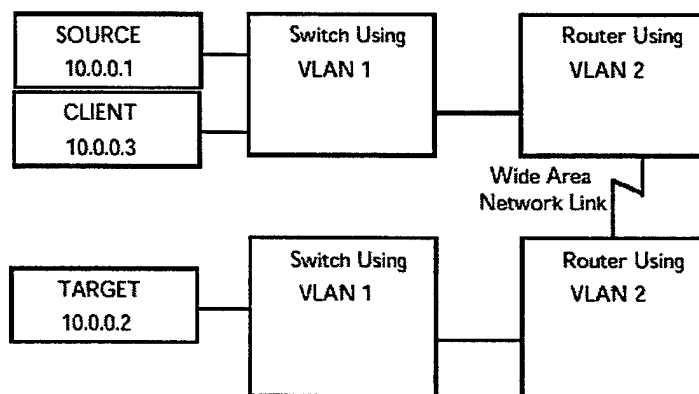 SOURCE
10.0.0.1
CLIENT
10.0.0.3
Switch Using
VLAN 1
Router Using
VLAN 2
Wide Area
Network Link
TARGET
10.0.0.2
Switch Using
VLAN 1
Router Using
VLAN 2